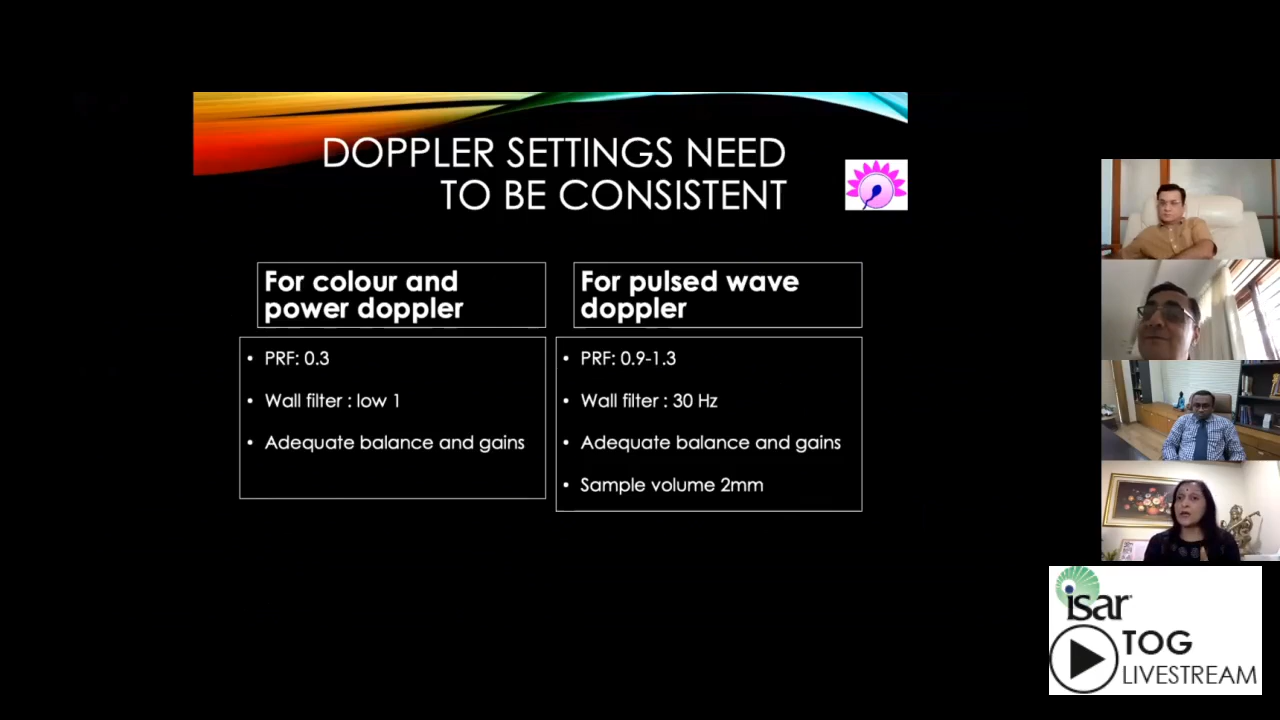 DOPPLER SETTINGS NEED
TO BE CONSISTENT
For colour and
power doppler
• PRF: 0.3
• Wall filter : low 1
• Adequate balance and gains
For pulsed wave
doppler
• PRF: 0.9-1.3
• Wall filter : 30 Hz
• Adequate balance and gains
• Sample volume 2mm
isar
TOG
LIVESTREAM